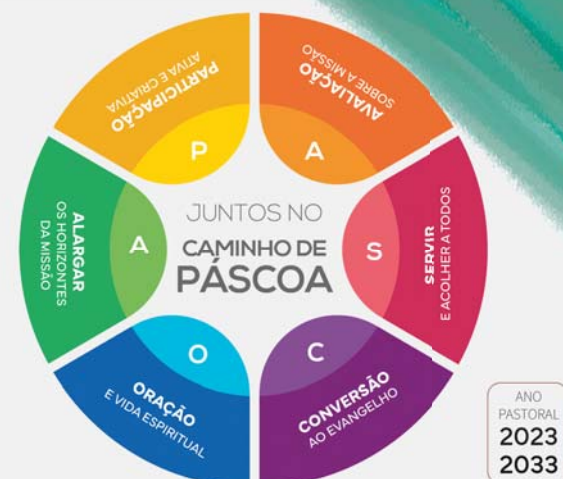 JUNTOS NO
CAMINHO DE
PÁSCOA
P
PARTICIPAÇÃO
ATIVA E CRIATIVA
A
AVALIAÇÃO
SOBRE A MISSÃO
S
SERVIR
E ACOLHER A TODOS
C
CONVERSÃO
AO EVANGELHO
O
ORAÇÃO
E VIDA ESPIRITUAL
A
ALARGAR
OS HORIZONTES
DA MISSÃO
ANO
PASTORAL
2023
2033